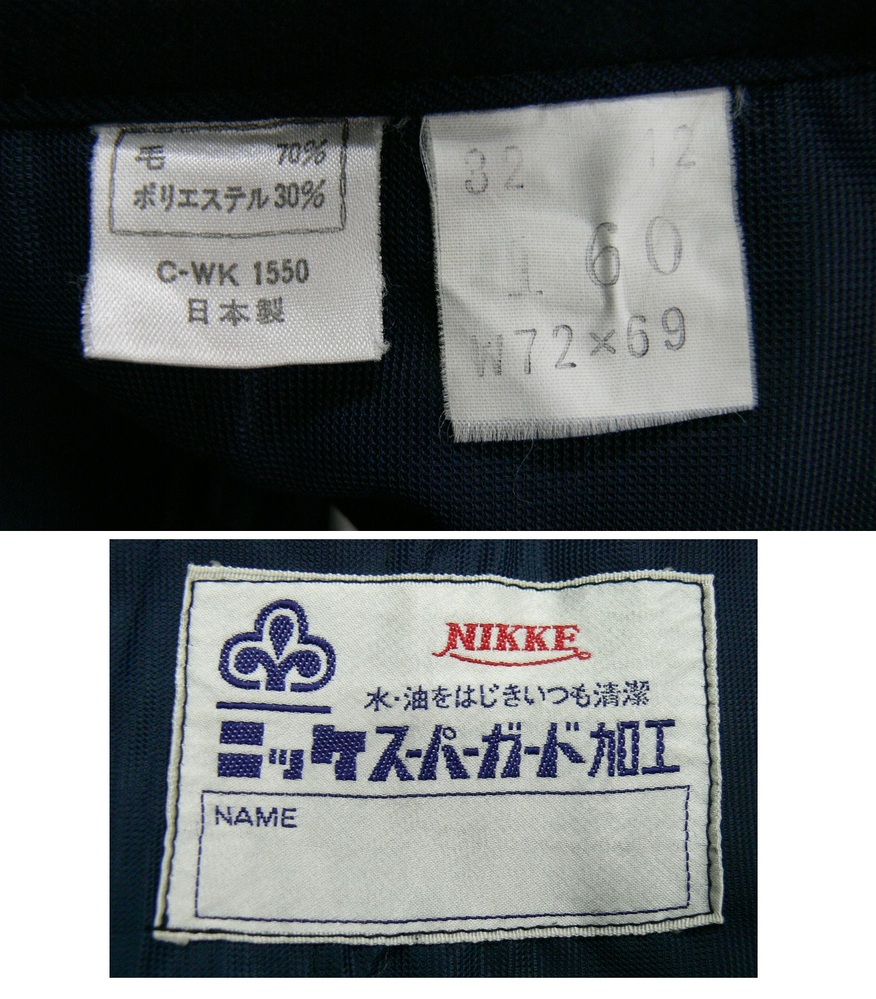 毛 70%
ポリエステル 30%
C-WK 1550
日本製
32 12
160
W72×69
NIKKE
水・油をはじきいつも清潔
ニッケスーパーガード加工
NAME